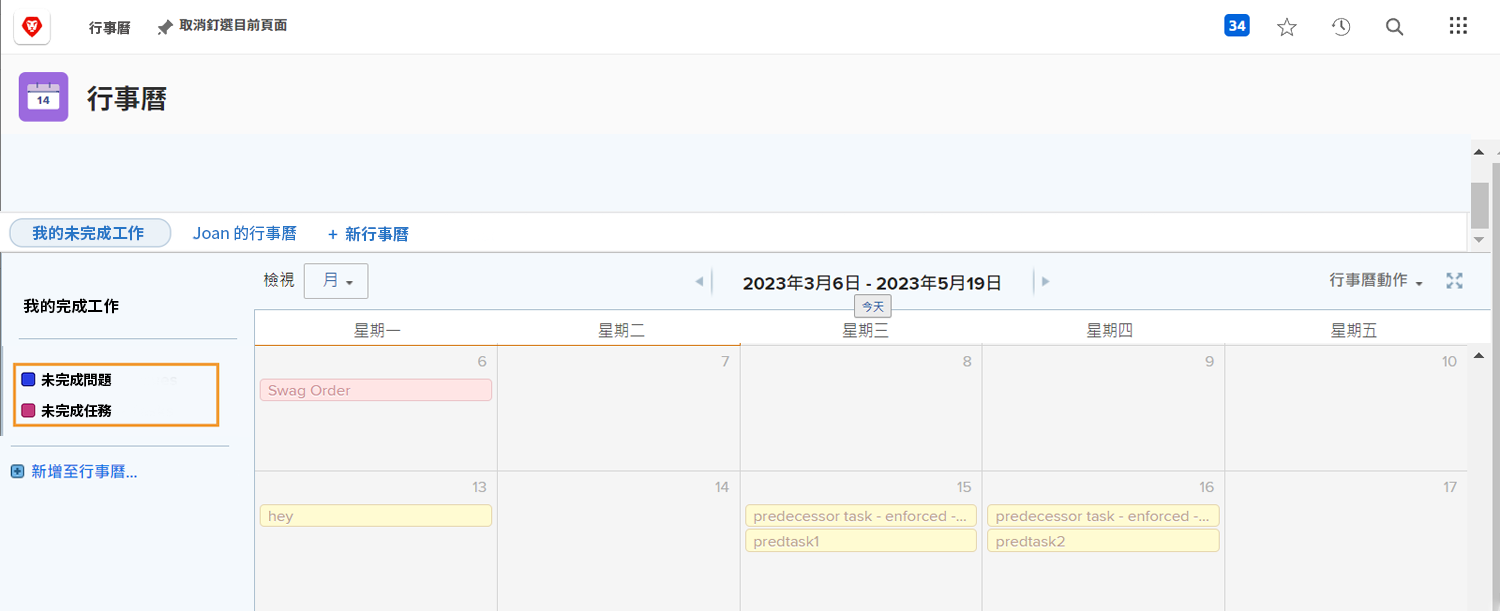 行事曆 取消釘選目前頁面 34
14 行事曆
我的未完成工作 Joan 的行事曆 + 新行事曆
檢視 月 2023年3月6日 - 2023年5月19日 行事曆動作
今天
我的完成工作
星期一 星期二 星期三 星期四 星期五
未完成問題
未完成任務
新增至行事曆...
6 7 8 9 10
Swag Order
13 14 15 16 17
hey predecessor task - enforced -... predecessor task - enforced -...
predtask1 predtask2